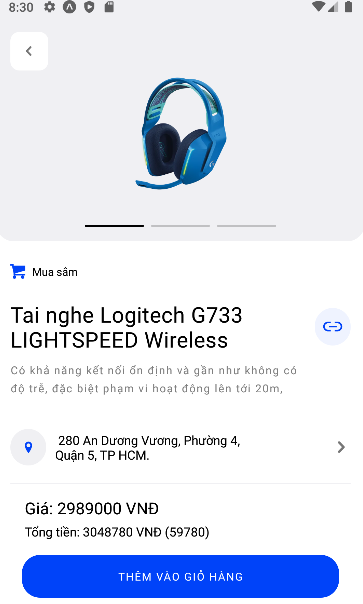 8:30
Mua sắm
Tai nghe Logitech G733
LIGHTSPEED Wireless
Có khả năng kết nối ổn định và gần như không có
độ trễ, đặc biệt phạm vi hoạt động lên tới 20m,
280 An Dương Vương, Phường 4,
Quận 5, TP HCM.
Giá: 2989000 VNĐ
Tổng tiền: 3048780 VNĐ (59780)
THÊM VÀO GIỎ HÀNG